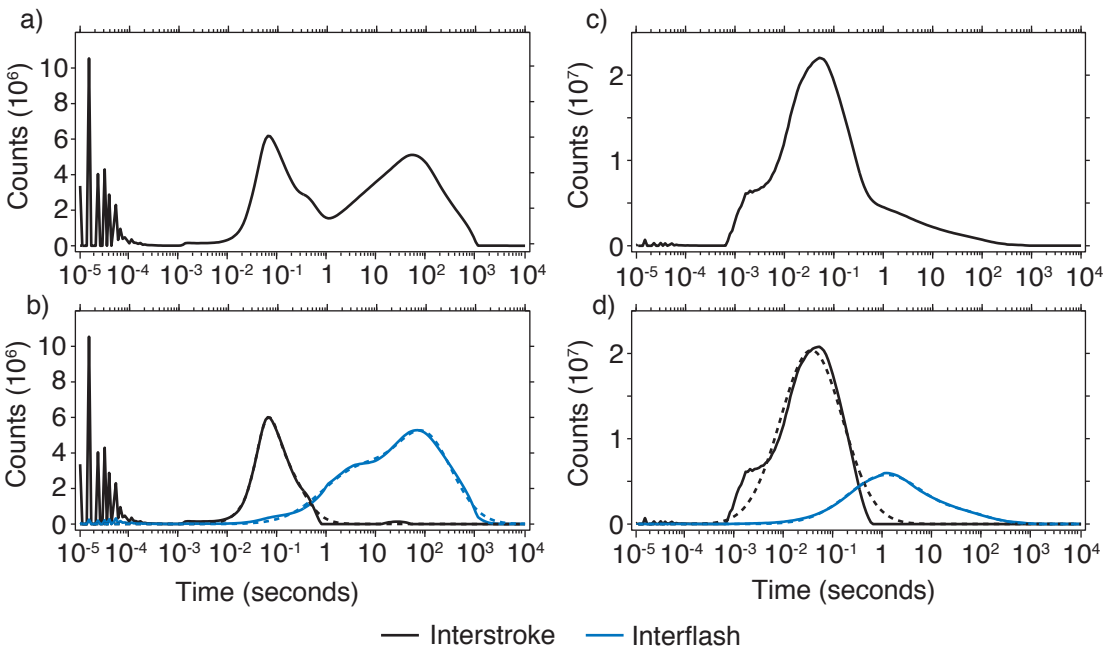 a)
Counts (10⁶)
10
8
6
4
2
0
10⁻⁵ 10⁻⁴ 10⁻³ 10⁻² 10⁻¹ 1 10 10² 10³ 10⁴
c)
Counts (10⁷)
2
1
0
10⁻⁵ 10⁻⁴ 10⁻³ 10⁻² 10⁻¹ 1 10 10² 10³ 10⁴
b)
Counts (10⁶)
10
8
6
4
2
0
10⁻⁵ 10⁻⁴ 10⁻³ 10⁻² 10⁻¹ 1 10 10² 10³ 10⁴
Time (seconds)
d)
Counts (10⁷)
2
1
0
10⁻⁵ 10⁻⁴ 10⁻³ 10⁻² 10⁻¹ 1 10 10² 10³ 10⁴
Time (seconds)
Interstroke Interflash